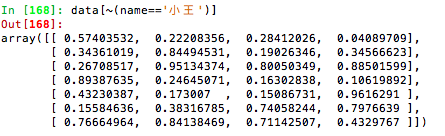 In [168]: data[~(name=='小王')]
Out[168]:
array([[ 0.57403532,  0.22208356,  0.28412026,  0.04089709],
[ 0.34361019,  0.84494531,  0.19026346,  0.34566623],
[ 0.26708517,  0.95134374,  0.80050349,  0.88501599],
[ 0.89387635,  0.24645071,  0.16302838,  0.10619892],
[ 0.43230387,  0.173007  ,  0.15086731,  0.9616291 ],
[ 0.15584636,  0.38316785,  0.74058244,  0.7976639 ],
[ 0.76664964,  0.84138469,  0.71142507,  0.4329767 ]])